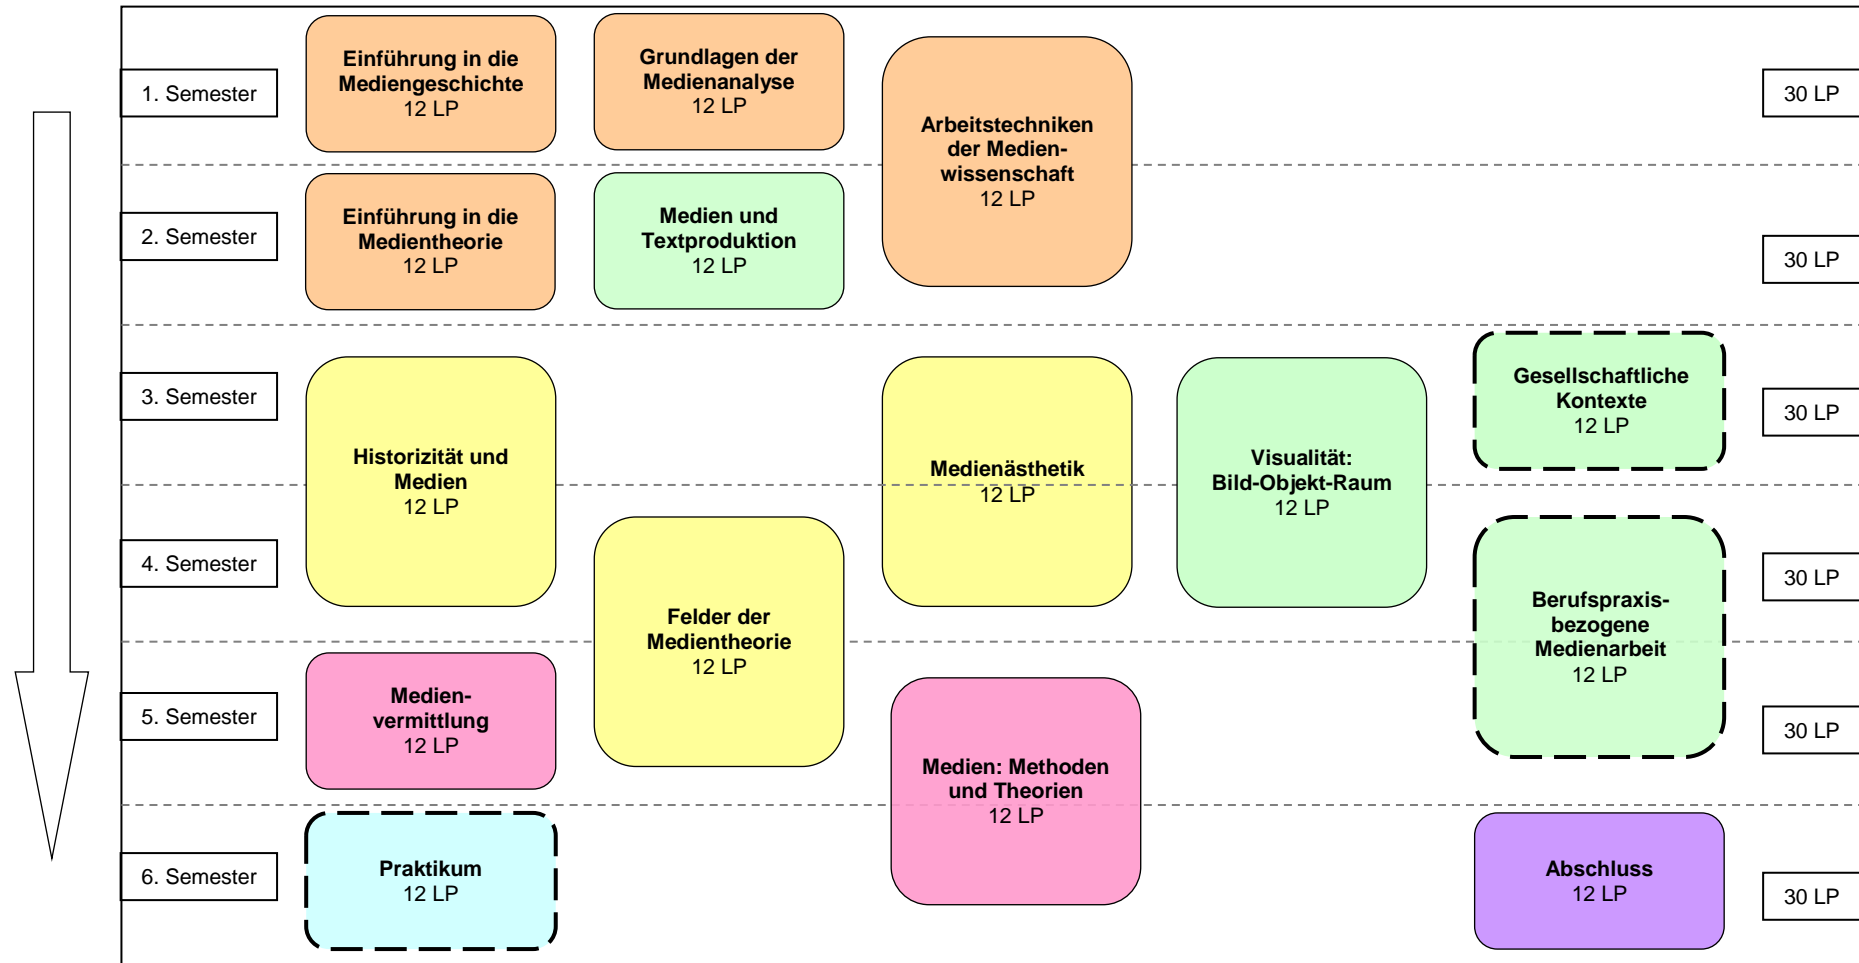 1. Semester
Einführung in die
Mediengeschichte
12 LP
Grundlagen der
Medienanalyse
12 LP
Arbeitstechniken
der Medien-
wissenschaft
12 LP
30 LP
2. Semester
Einführung in die
Medientheorie
12 LP
Medien und
Textproduktion
12 LP
30 LP
3. Semester
Historizität und
Medien
12 LP
Medienästhetik
12 LP
Visualität:
Bild-Objekt-Raum
12 LP
Gesellschaftliche
Kontexte
12 LP
30 LP
4. Semester
Felder der
Medientheorie
12 LP
Berufspraxis-
bezogene
Medienarbeit
12 LP
30 LP
5. Semester
Medien-
vermittlung
12 LP
Medien: Methoden
und Theorien
12 LP
30 LP
6. Semester
Praktikum
12 LP
Abschluss
12 LP
30 LP